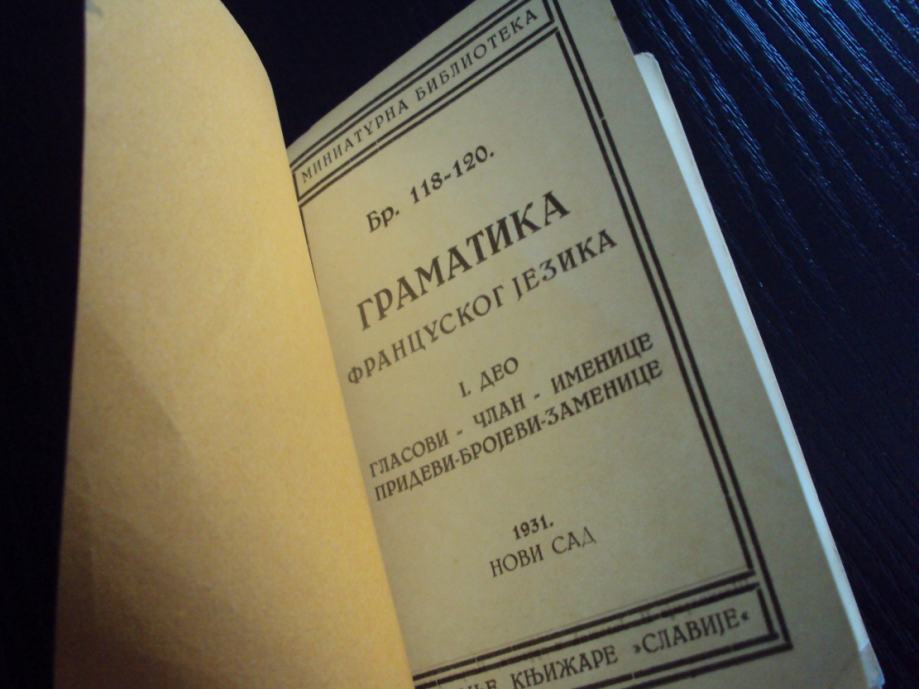 МИНИАТУРНА БИБЛИОТЕКА
Бр. 118-120.
ГРАМАТИКА
ФРАНЦУСКОГ ЈЕЗИКА
I. ДЕО
ГЛАСОВИ - ЧЛАН - ИМЕНИЦЕ
ПРИДЕВИ-БРОЈЕВИ-ЗАМЕНИЦЕ
1931.
НОВИ САД
КЊИЖАРЕ »СЛАВИЈЕ«